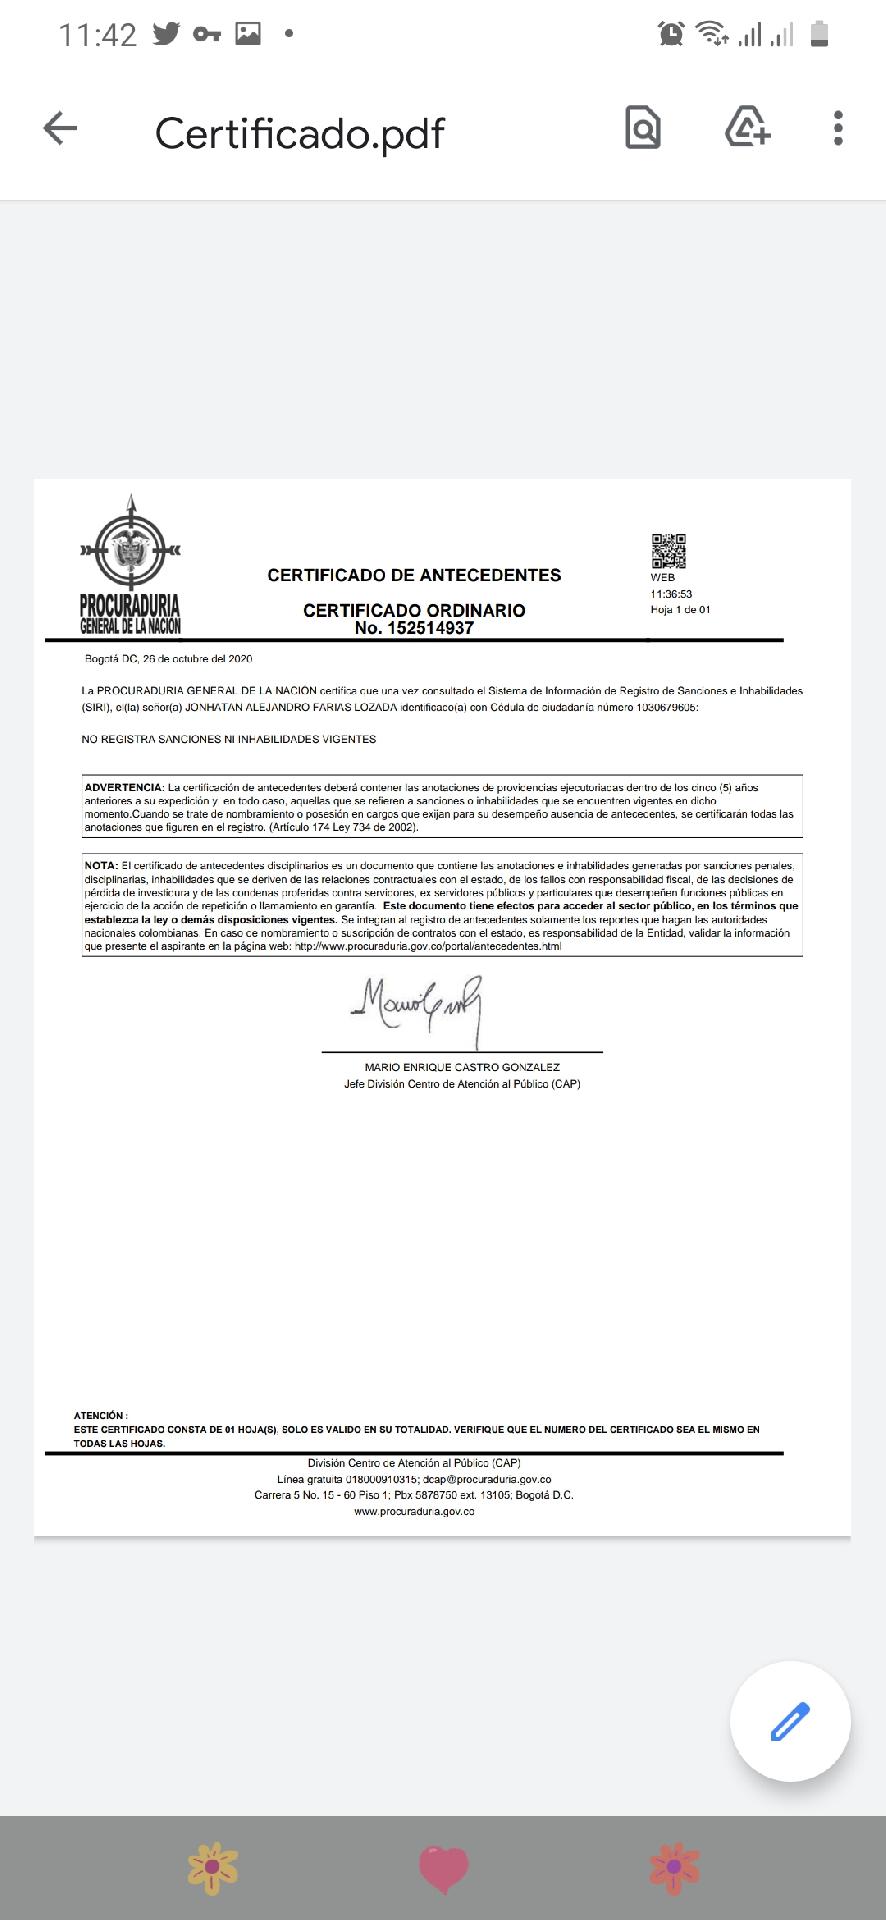 11:42
Certificado.pdf
PROCURADURIA
GENERAL DE LA NACION
CERTIFICADO DE ANTECEDENTES
CERTIFICADO ORDINARIO
No. 152514937
WEB
11:36:53
Hoja 1 de 01
Bogotá DC, 26 de octubre del 2020
La PROCURADURIA GENERAL DE LA NACIÓN certifica que una vez consultado el Sistema de Información de Registro de Sanciones e Inhabilidades
(SIRI), el(la) señor(a) JONHATAN ALEJANDRO FARIAS LOZADA identificado(a) con Cédula de ciudadanía número 1030679605:
NO REGISTRA SANCIONES NI INHABILIDADES VIGENTES
ADVERTENCIA: La certificación de antecedentes deberá contener las anotaciones de providencias ejecutoriadas dentro de los cinco (5) años
anteriores a su expedición y, en todo caso, aquellas que se refieren a sanciones o inhabilidades que se encuentren vigentes en dicho
momento.Cuando se trate de nombramiento o posesión en cargos que exijan para su desempeño ausencia de antecedentes, se certificarán todas las
anotaciones que figuren en el registro. (Artículo 174 Ley 734 de 2002).
NOTA: El certificado de antecedentes disciplinarios es un documento que contiene las anotaciones e inhabilidades generadas por sanciones penales,
disciplinarias, inhabilidades que se deriven de las relaciones contractuales con el estado, de los fallos con responsabilidad fiscal, de las decisiones de
pérdida de investidura y de las condenas proferidas contra servidores, ex servidores públicos y particulares que desempeñen funciones públicas en
ejercicio de la acción de repetición o llamamiento en garantía. Este documento tiene efectos para acceder al sector público, en los términos que
establezca la ley o demás disposiciones vigentes. Se integran al registro de antecedentes solamente los reportes que hagan las autoridades
nacionales colombianas. En caso de nombramiento o suscripción de contratos con el estado, es responsabilidad de la Entidad, validar la información
que presente el aspirante en la página web: http://www.procuraduria.gov.co/portal/antecedentes.html
MARIO ENRIQUE CASTRO GONZALEZ
Jefe División Centro de Atención al Público (CAP)
ATENCIÓN :
ESTE CERTIFICADO CONSTA DE 01 HOJA(S), SOLO ES VALIDO EN SU TOTALIDAD. VERIFIQUE QUE EL NUMERO DEL CERTIFICADO SEA EL MISMO EN
TODAS LAS HOJAS.
División Centro de Atención al Público (CAP)
Línea gratuita 018000910315; dcap@procuraduria.gov.co
Carrera 5 No. 15 - 60 Piso 1; Pbx 5878750 ext. 13105; Bogotá D.C.
www.procuraduria.gov.co